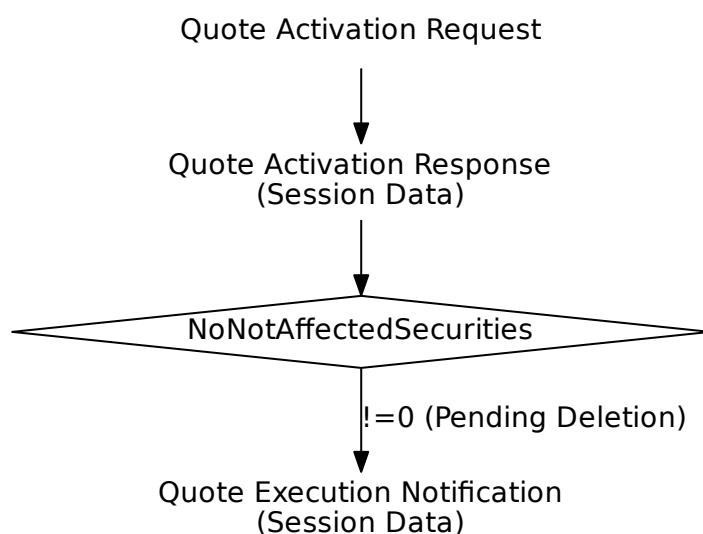 Quote Activation Request
Quote Activation Response
(Session Data)
NoNotAffectedSecurities
!=0 (Pending Deletion)
Quote Execution Notification
(Session Data)